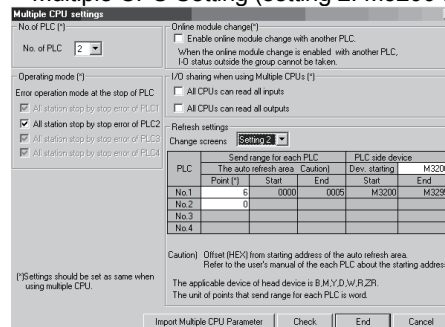 Multiple CPU Setting (setting 2: M3200
Multiple CPU settings
No. of PLC (*)
No. of PLC 2
Operating mode (*)
Error operation mode at the stop of PLC
All station stop by stop error of PLC1
All station stop by stop error of PLC2
All station stop by stop error of PLC3
All station stop by stop error of PLC4
(*)Settings should be set as same when
using multiple CPU.
Online module change(*)
Enable online module change with another PLC.
When the online module change is enabled with another PLC,
I-O status outside the group cannot be taken.
I/O sharing when using Multiple CPUs (*)
All CPUs can read all inputs
All CPUs can read all outputs
Refresh settings
Change screens Setting 2
Send range for each PLC PLC side device
PLC The auto refresh area Caution) Dev. starting M3200
Point (*) Start End Start End
No.1 6 0000 0005 M3200 M3295
No.2 0
No.3
No.4
Caution) Offset (HEX) from starting address of the auto refresh area.
Refer to the user's manual of the each PLC about the starting address
The applicable device of head device is B,M,Y,D,W,R,ZR.
The unit of points that send range for each PLC is word.
Import Multiple CPU Parameter Check End Cancel